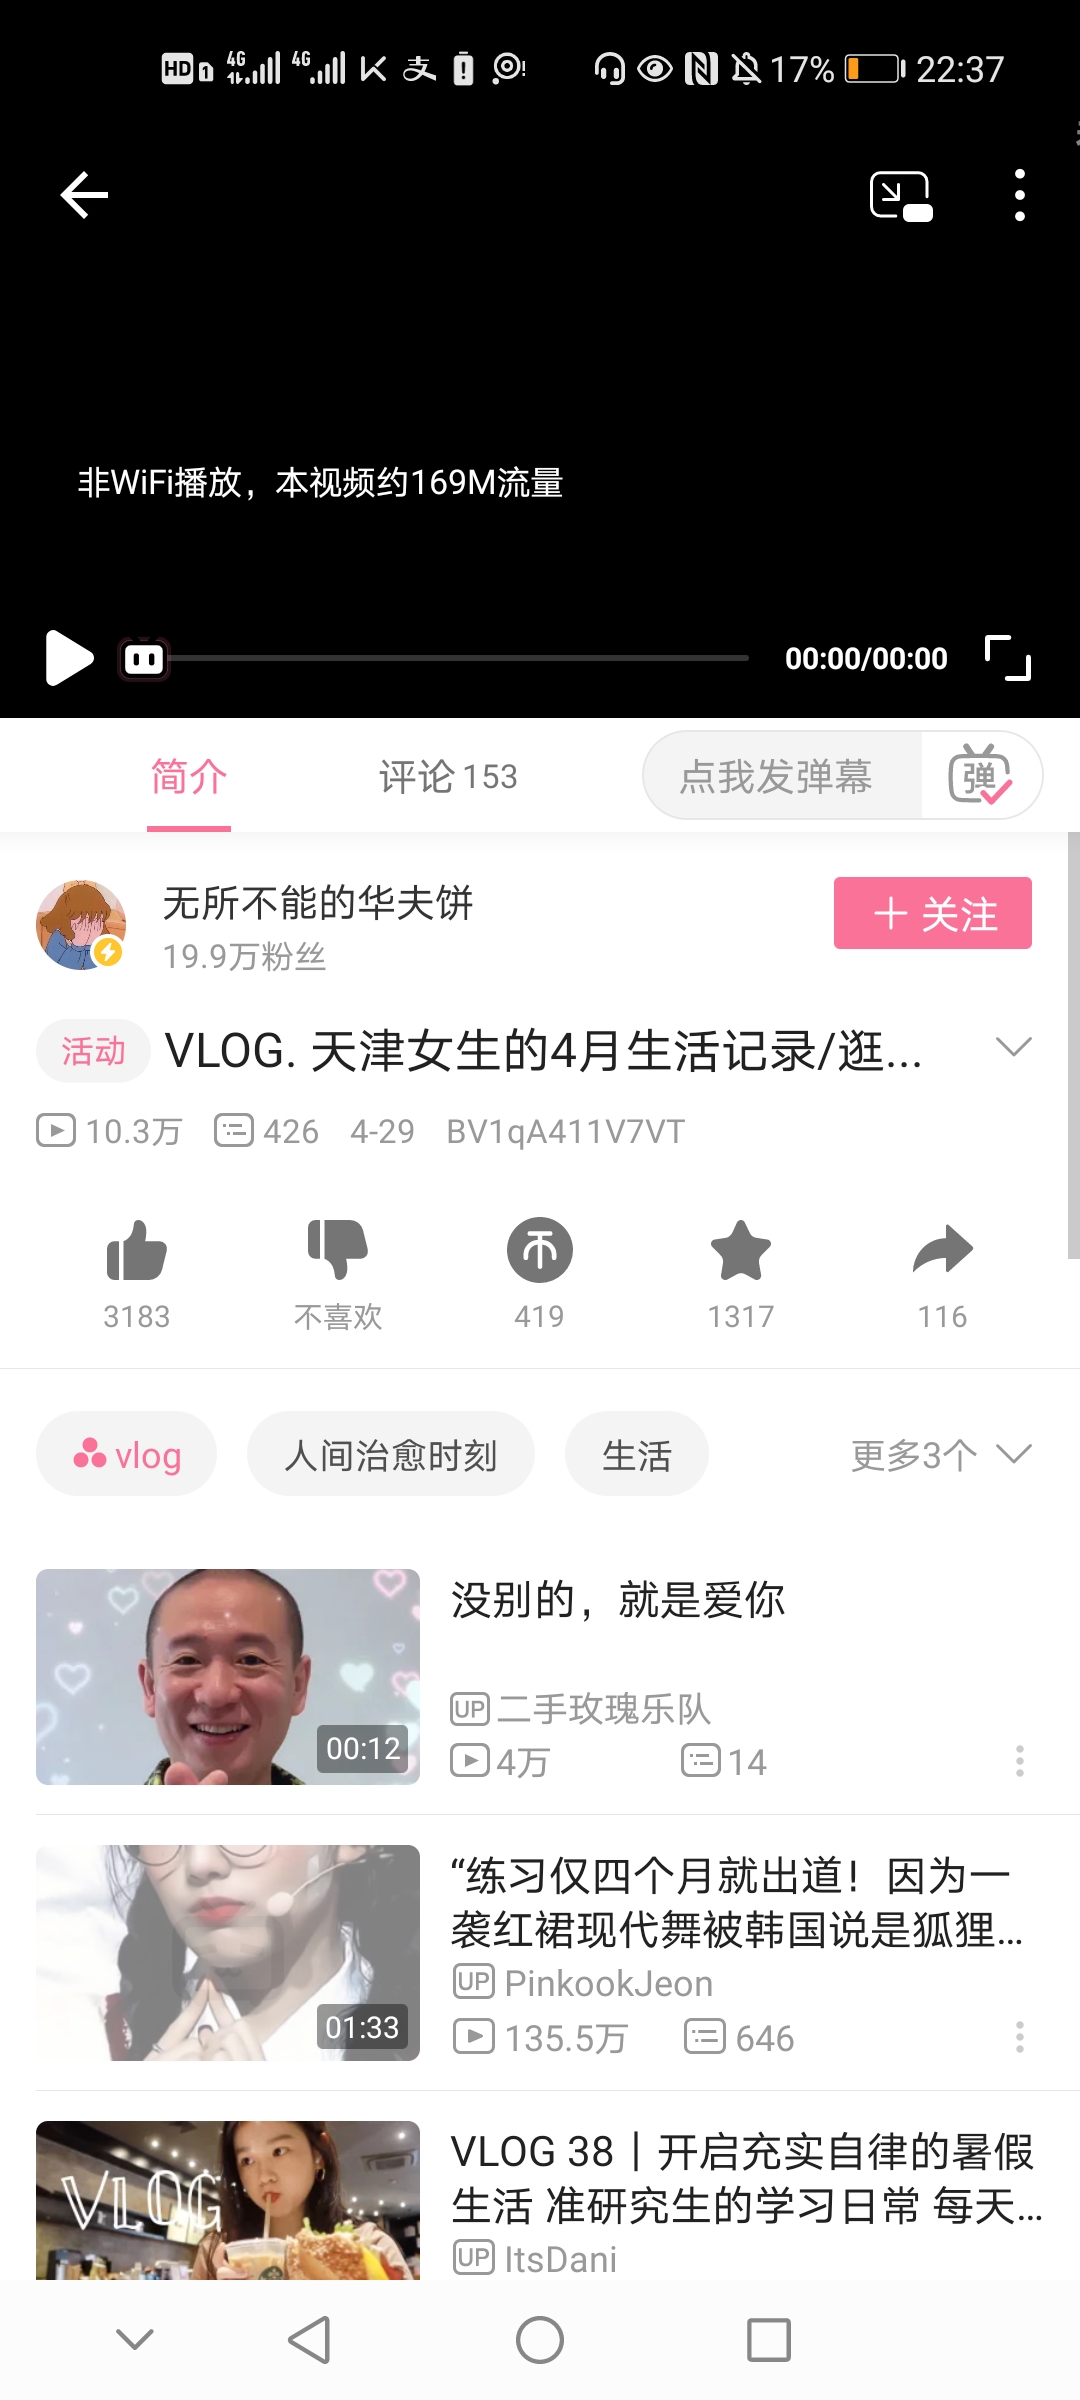 HD 1 4G 4G 17% 22:37
非WiFi播放，本视频约169M流量
00:00/00:00
简介 评论 153 点我发弹幕 弹
无所不能的华夫饼
19.9万粉丝
+ 关注
活动 VLOG. 天津女生的4月生活记录/逛...
10.3万 426 4-29 BV1qA411V7VT
3183 不喜欢 419 1317 116
vlog 人间治愈时刻 生活 更多3个
没别的，就是爱你
00:12
UP 二手玫瑰乐队
4万 14
“练习仅四个月就出道！因为一
袭红裙现代舞被韩国说是狐狸...
01:33
UP PinkookJeon
135.5万 646
VLOG
VLOG 38｜开启充实自律的暑假
生活 准研究生的学习日常 每天...
UP ItsDani